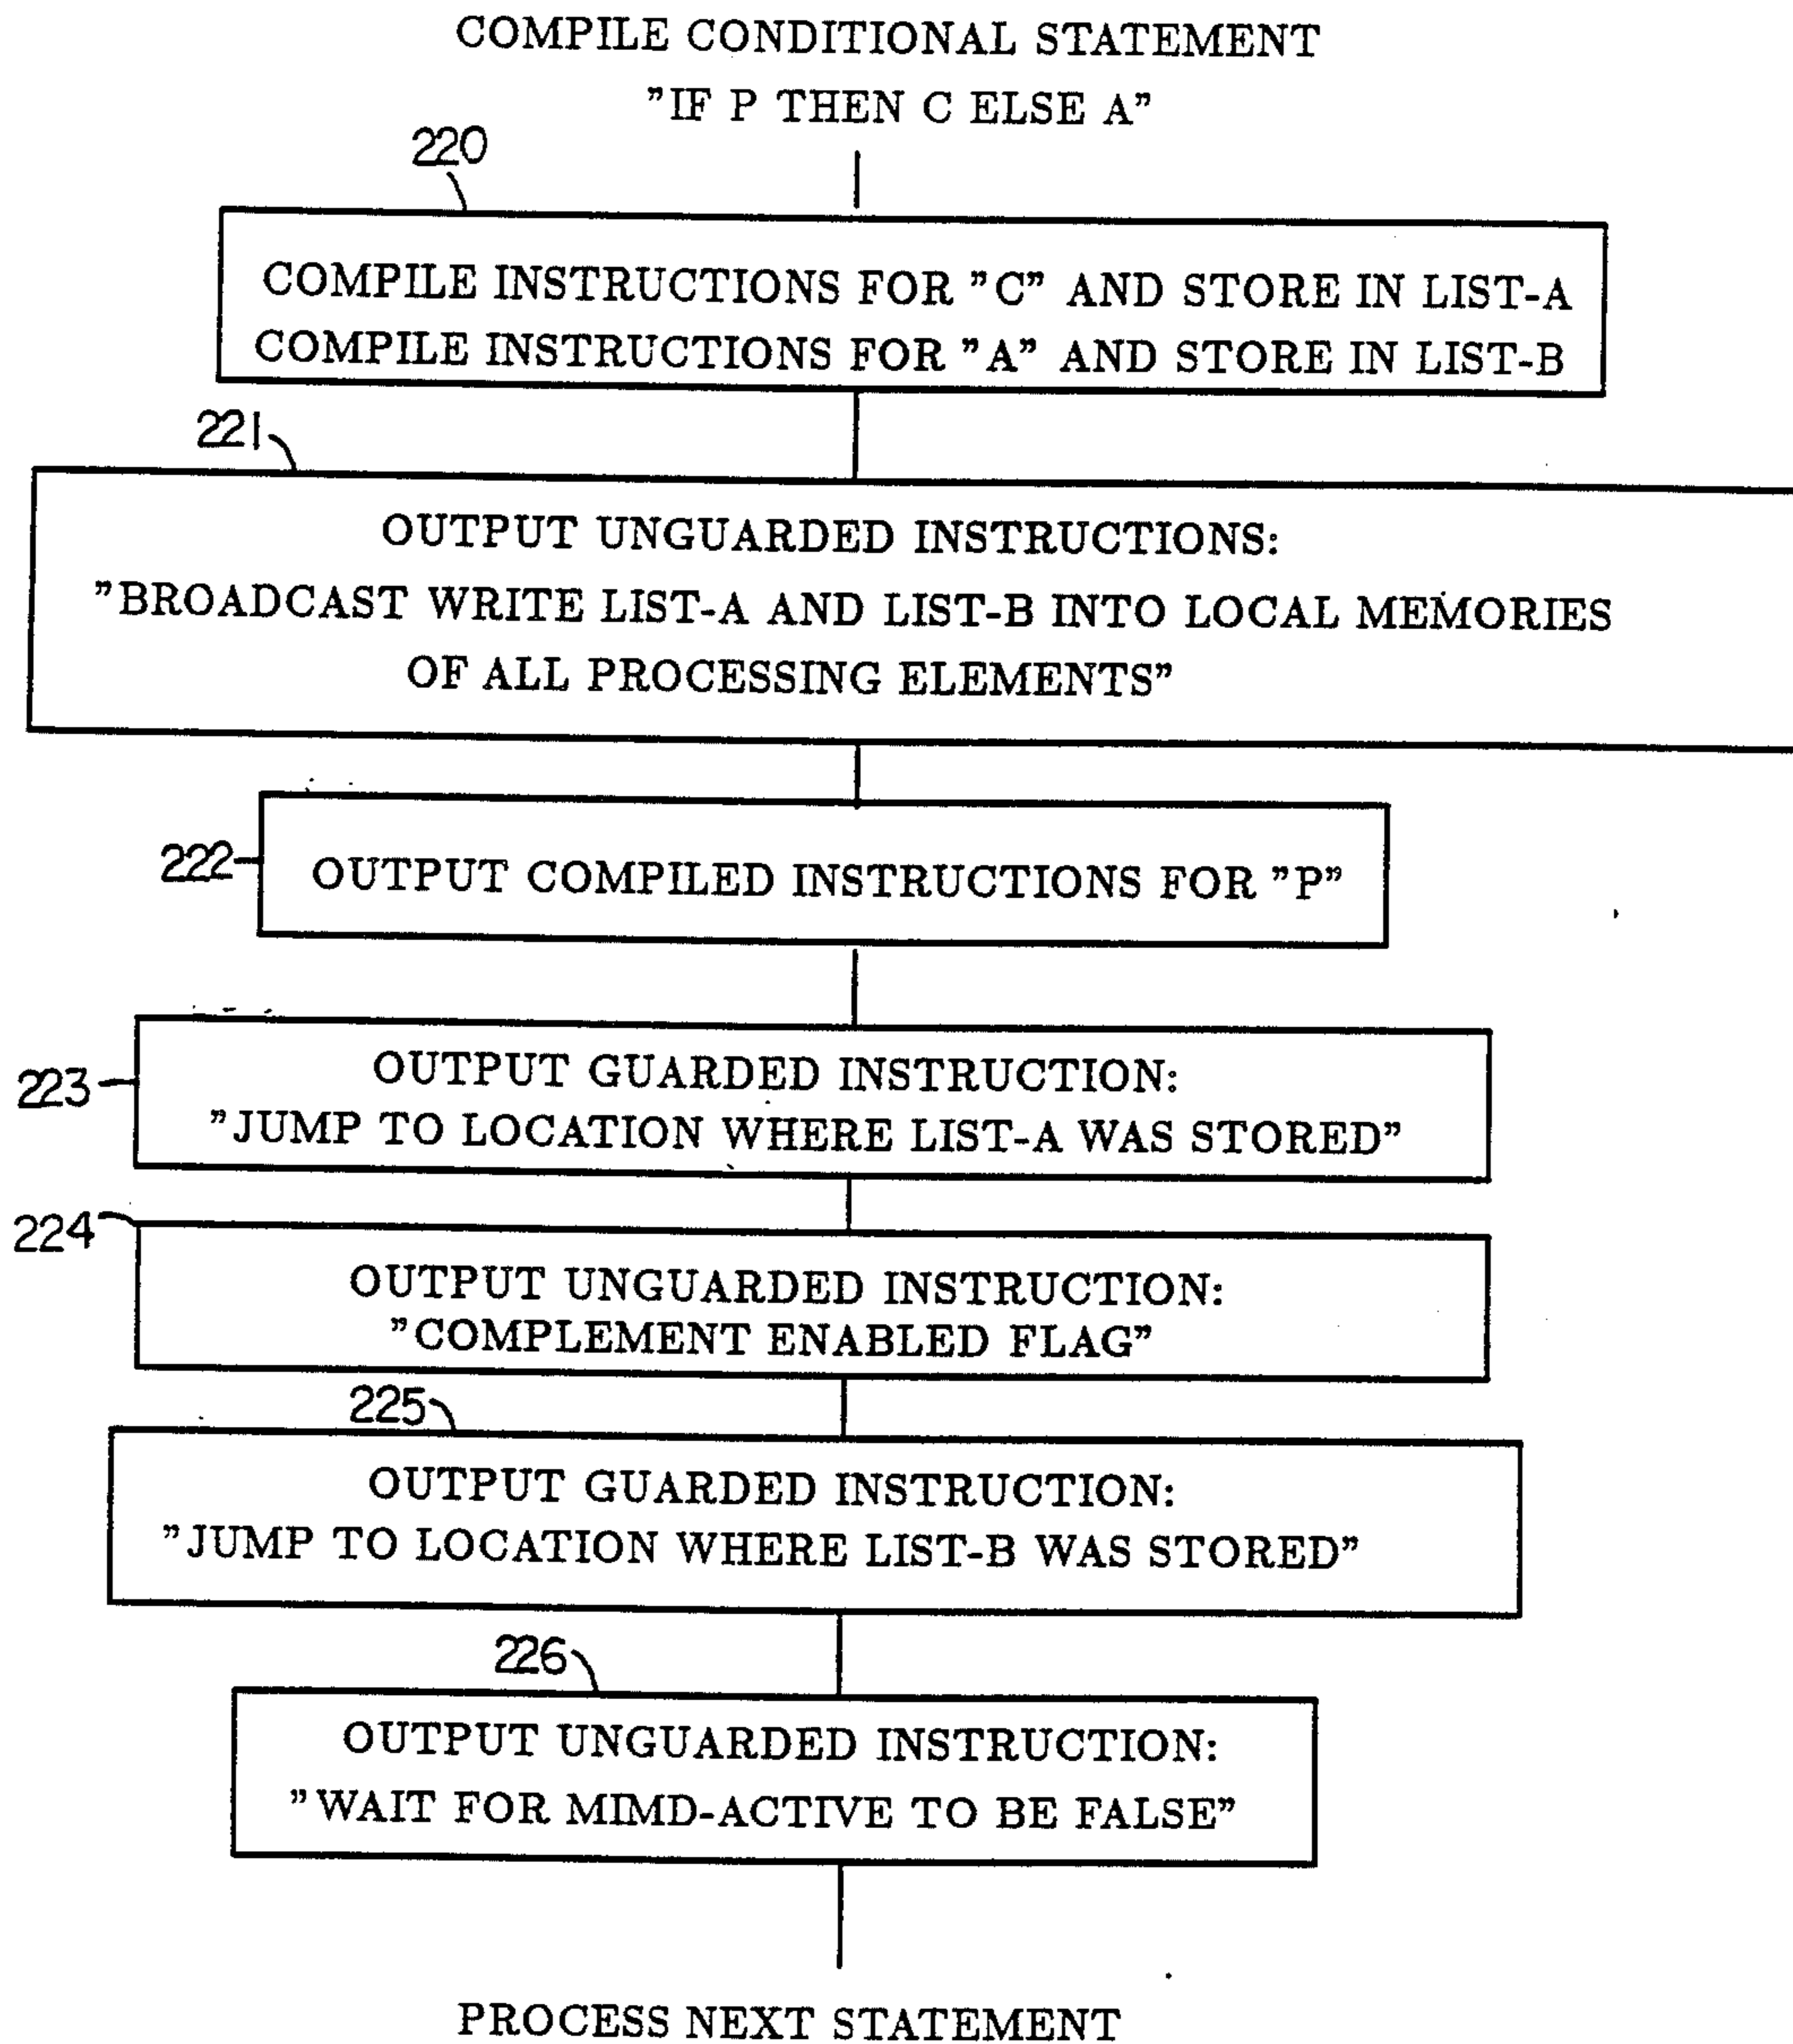 COMPILE CONDITIONAL STATEMENT
"IF P THEN C ELSE A"
220
COMPILE INSTRUCTIONS FOR "C" AND STORE IN LIST-A
COMPILE INSTRUCTIONS FOR "A" AND STORE IN LIST-B
221
OUTPUT UNGUARDED INSTRUCTIONS:
"BROADCAST WRITE LIST-A AND LIST-B INTO LOCAL MEMORIES
OF ALL PROCESSING ELEMENTS"
222
OUTPUT COMPILED INSTRUCTIONS FOR "P"
223
OUTPUT GUARDED INSTRUCTION:
"JUMP TO LOCATION WHERE LIST-A WAS STORED"
224
OUTPUT UNGUARDED INSTRUCTION:
"COMPLEMENT ENABLED FLAG"
225
OUTPUT GUARDED INSTRUCTION:
"JUMP TO LOCATION WHERE LIST-B WAS STORED"
226
OUTPUT UNGUARDED INSTRUCTION:
"WAIT FOR MIMD-ACTIVE TO BE FALSE"
PROCESS NEXT STATEMENT